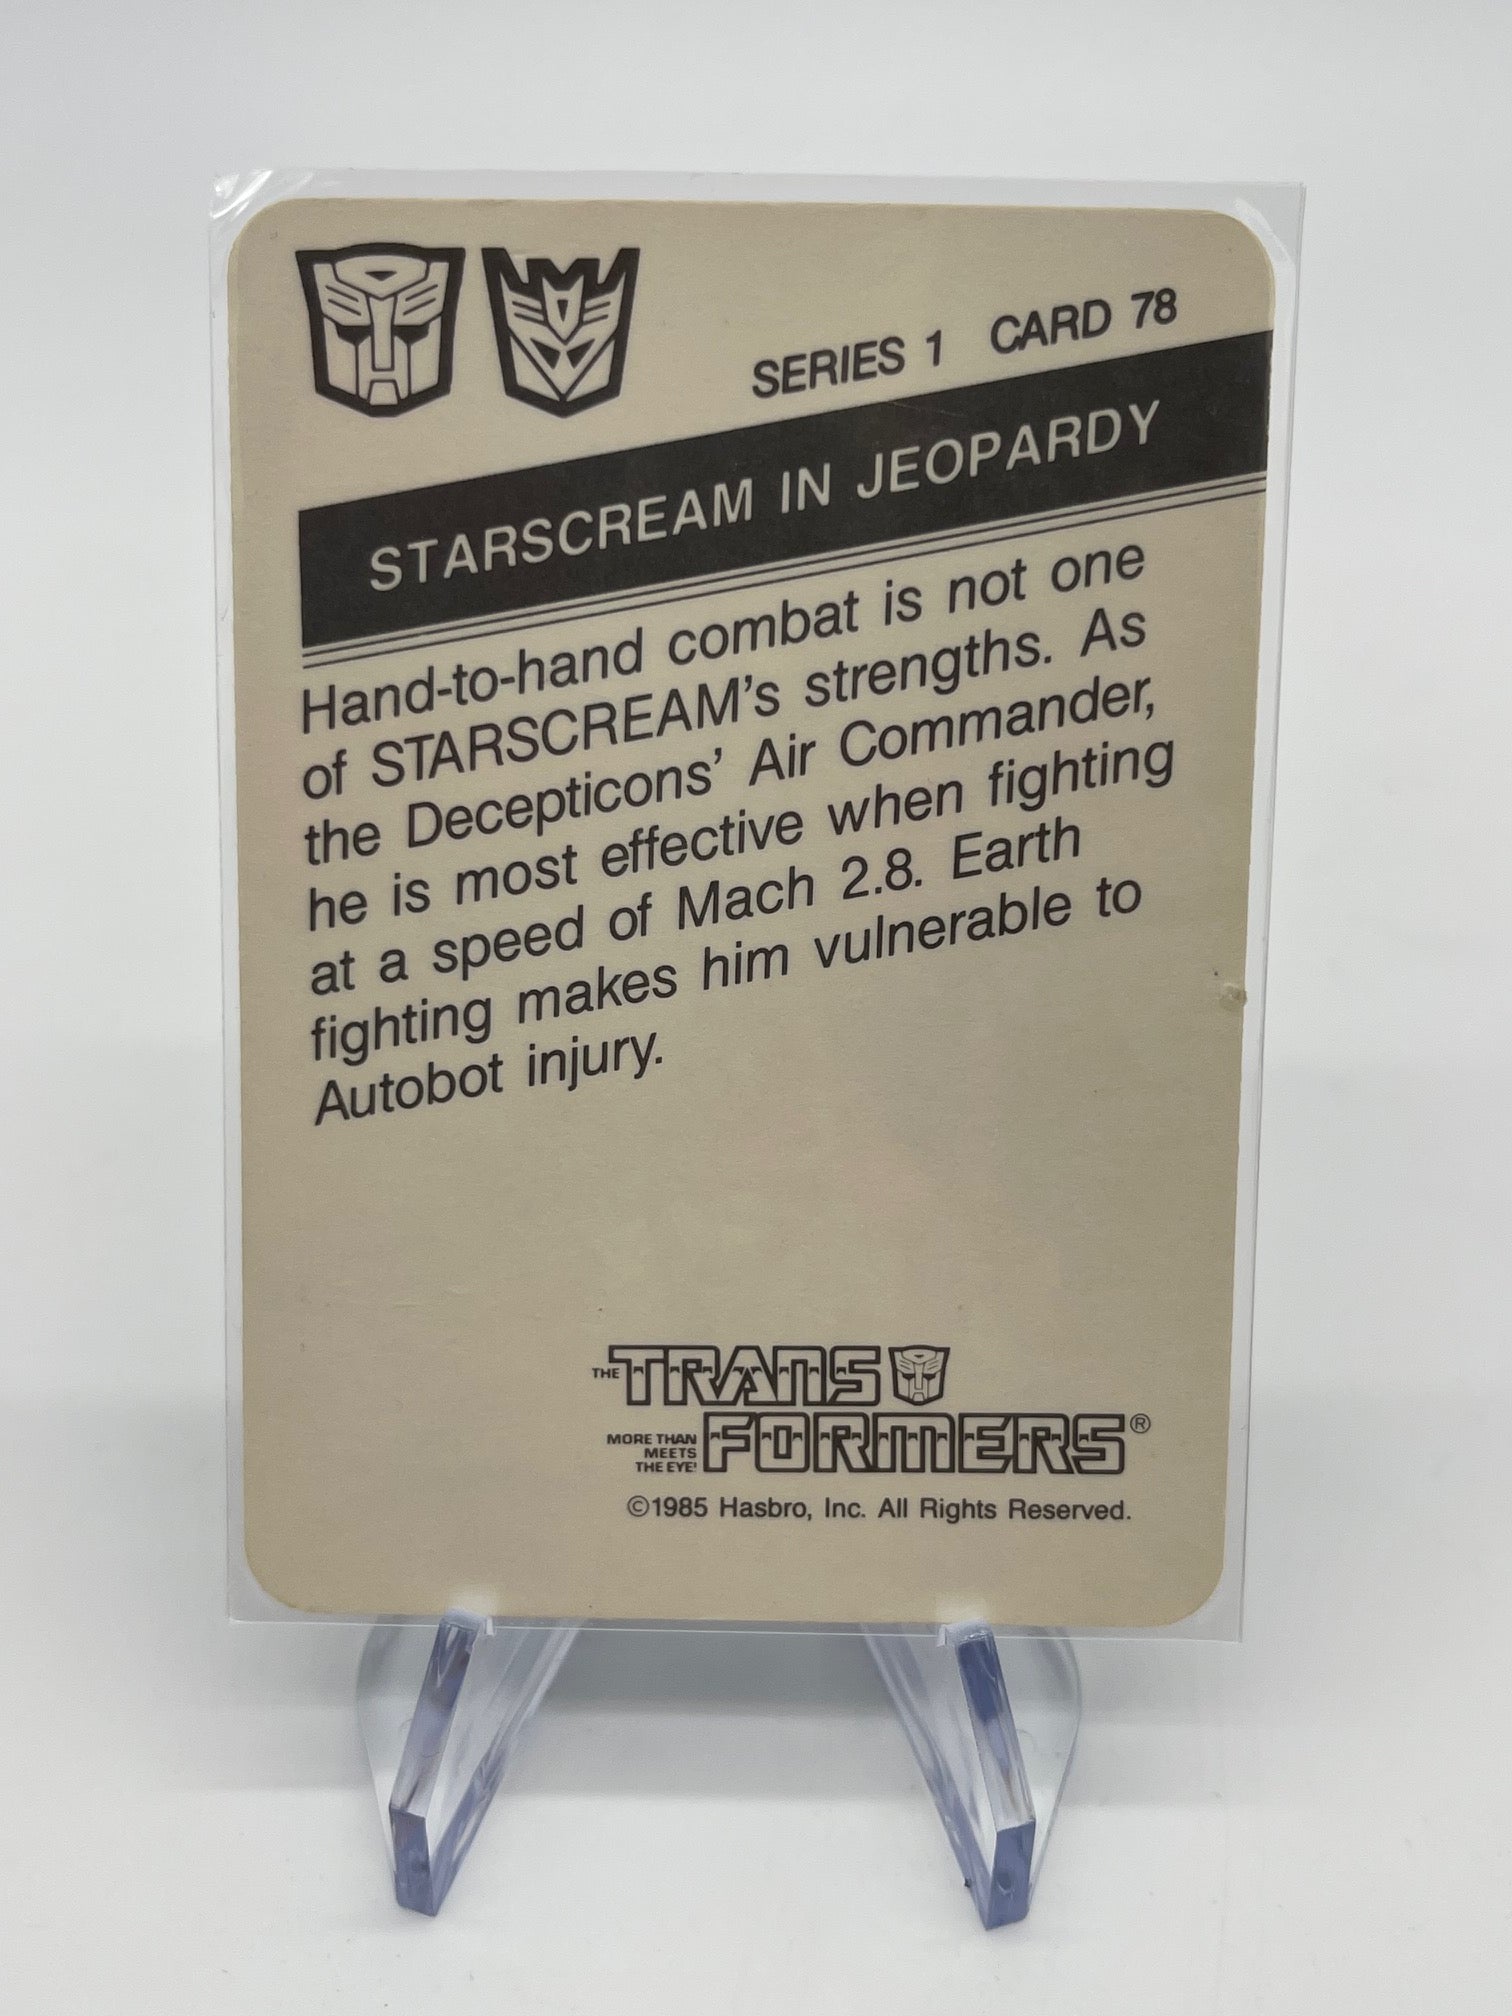 SERIES 1 CARD 78
STARSCREAM IN JEOPARDY
Hand-to-hand combat is not one
of STARSCREAM's strengths. As
the Decepticons' Air Commander,
he is most effective when fighting
at a speed of Mach 2.8. Earth
fighting makes him vulnerable to
Autobot injury.
THE TRANS
FORMERS®
MORE THAN
MEETS
THE EYE!
©1985 Hasbro, Inc. All Rights Reserved.